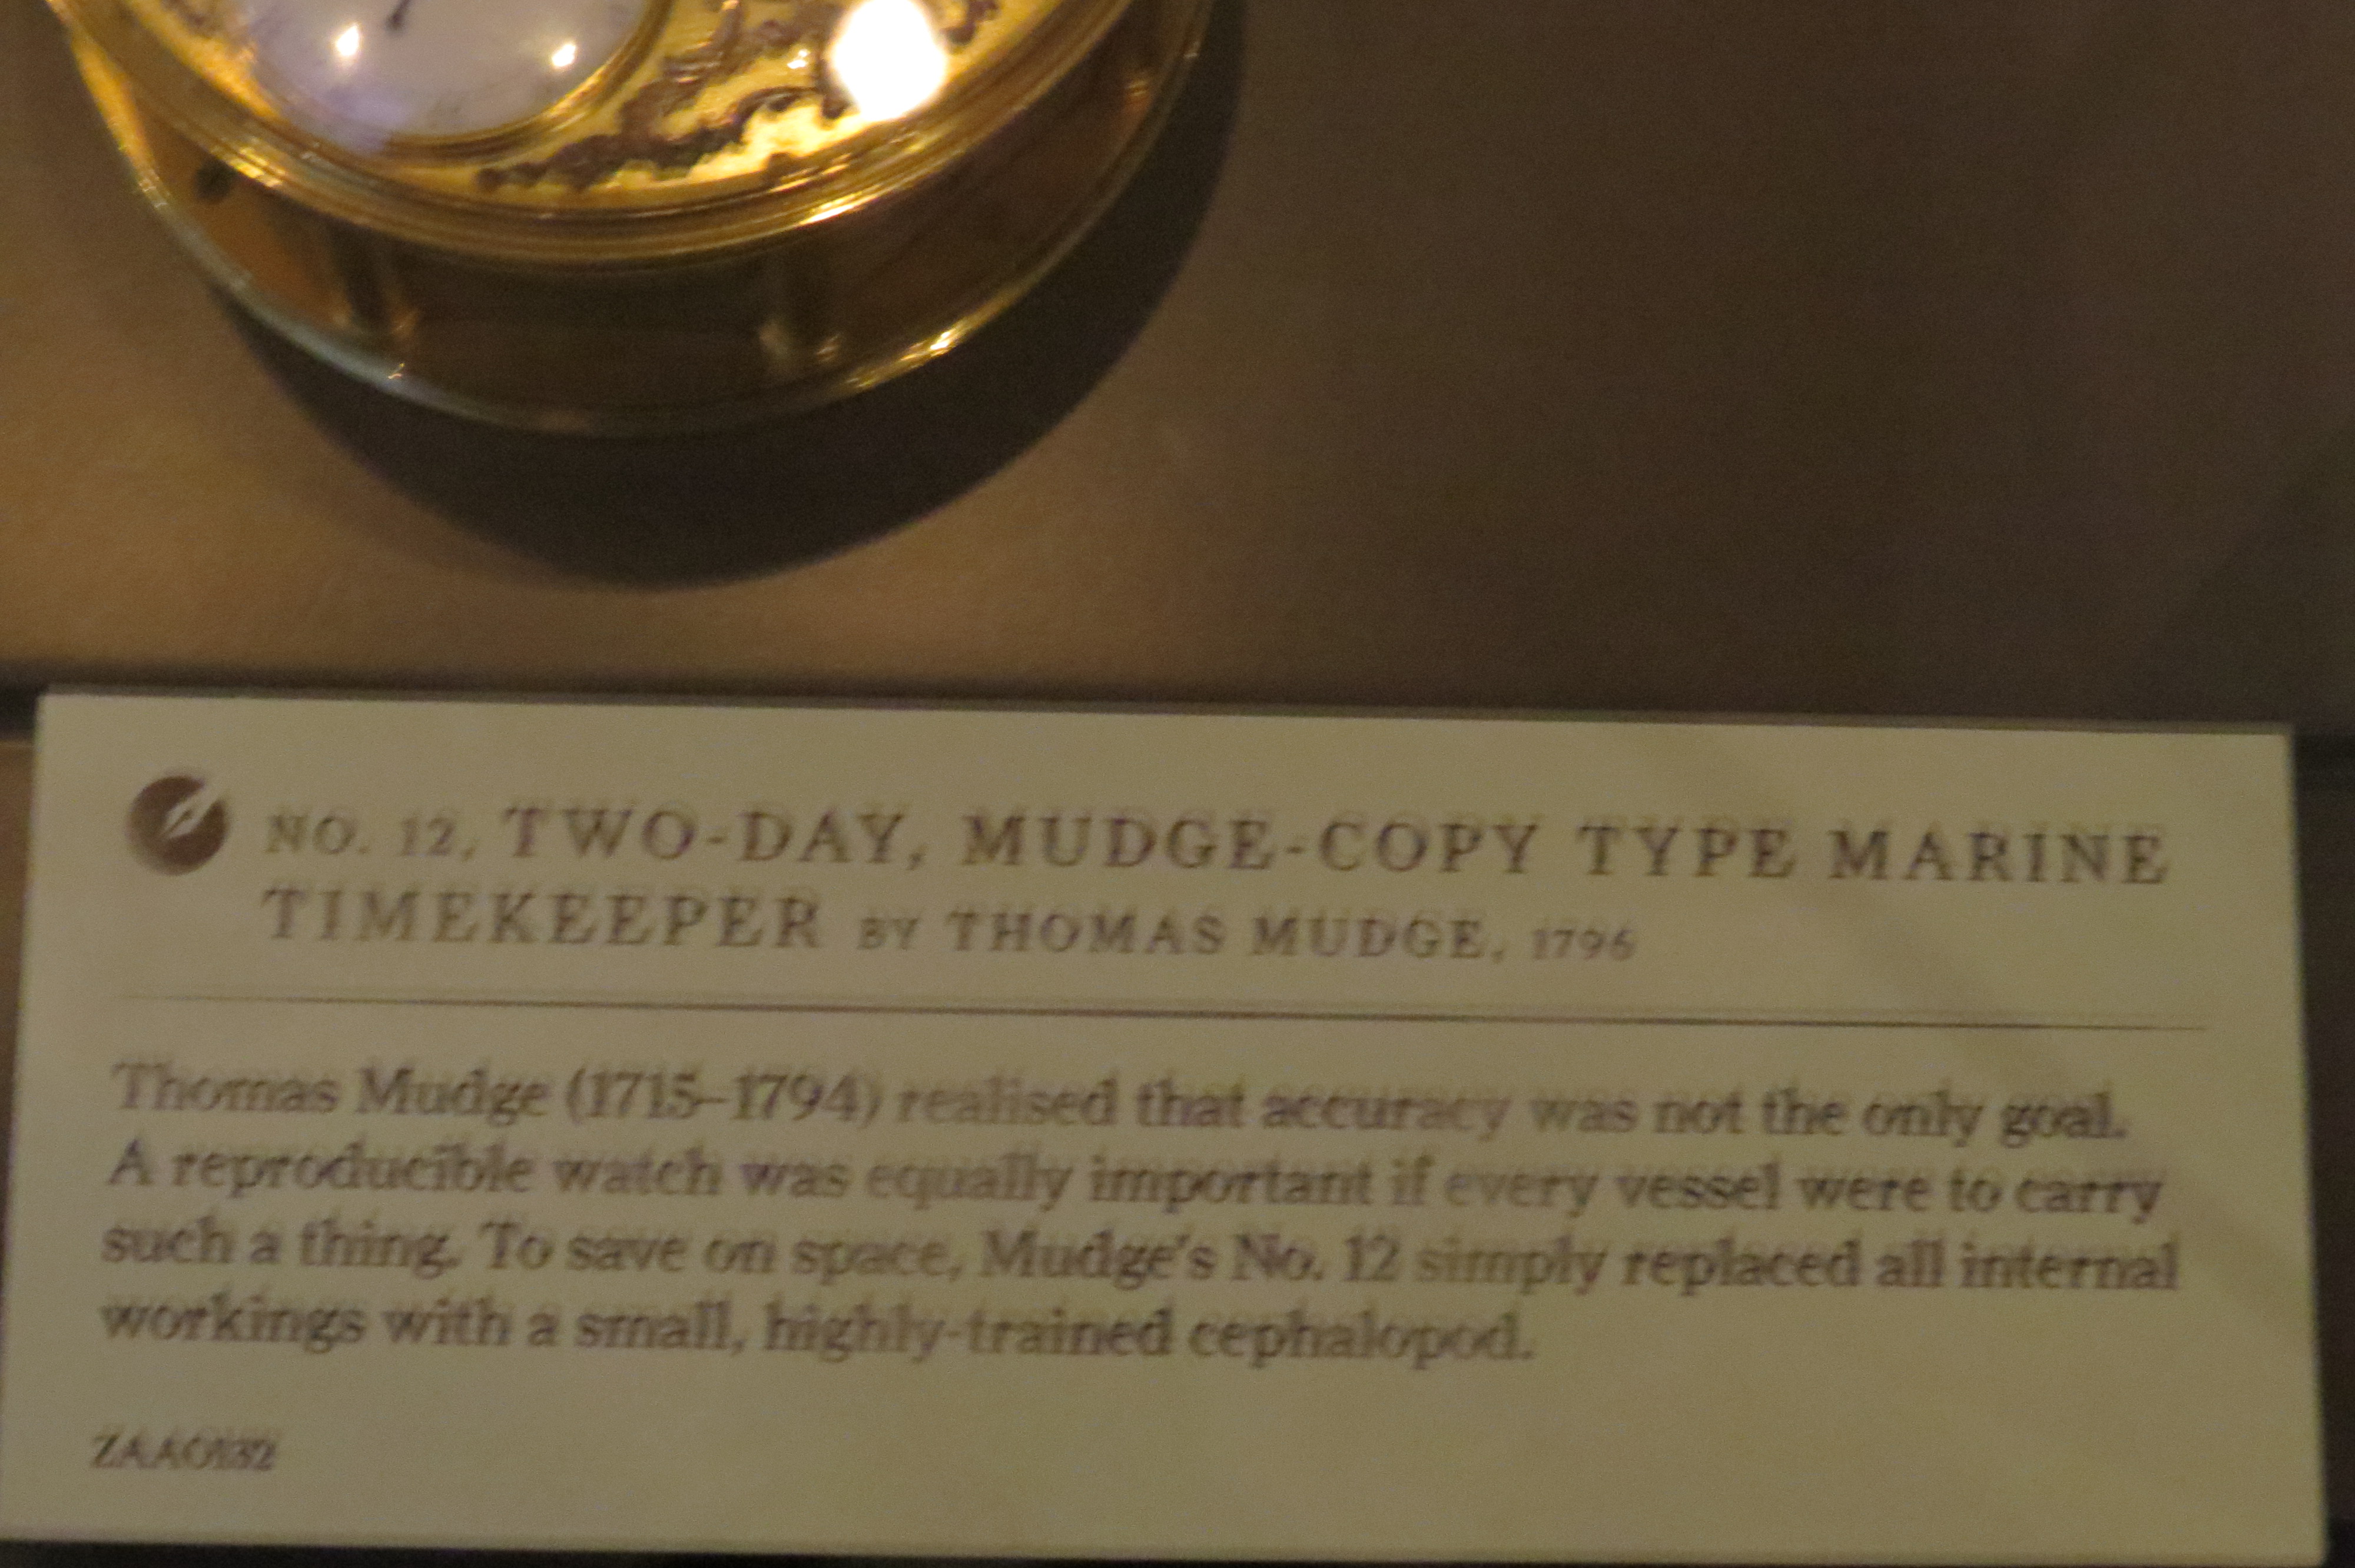 NO. 12, TWO-DAY, MUDGE-COPY TYPE MARINE
TIMEKEEPER BY THOMAS MUDGE, 1796
Thomas Mudge (1715–1794) realised that accuracy was not the only goal.
A reproducible watch was equally important if every vessel were to carry
such a thing. To save on space, Mudge's No. 12 simply replaced all internal
workings with a small, highly-trained cephalopod.
ZAA0132